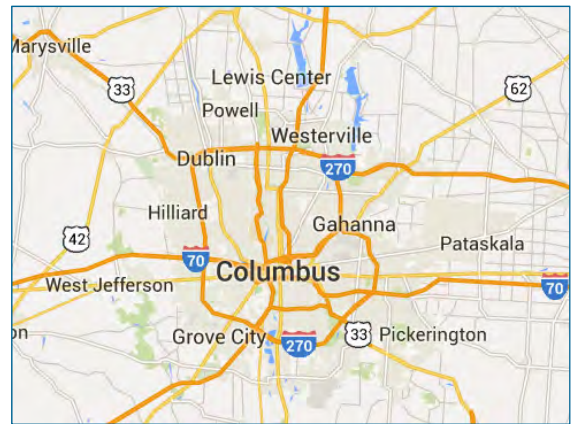 Marysville
33
Lewis Center
62
Powell
Westerville
Dublin
270
Hilliard
Gahanna
42
Pataskala
70
Columbus
West Jefferson
70
on
Grove City
270
33
Pickerington